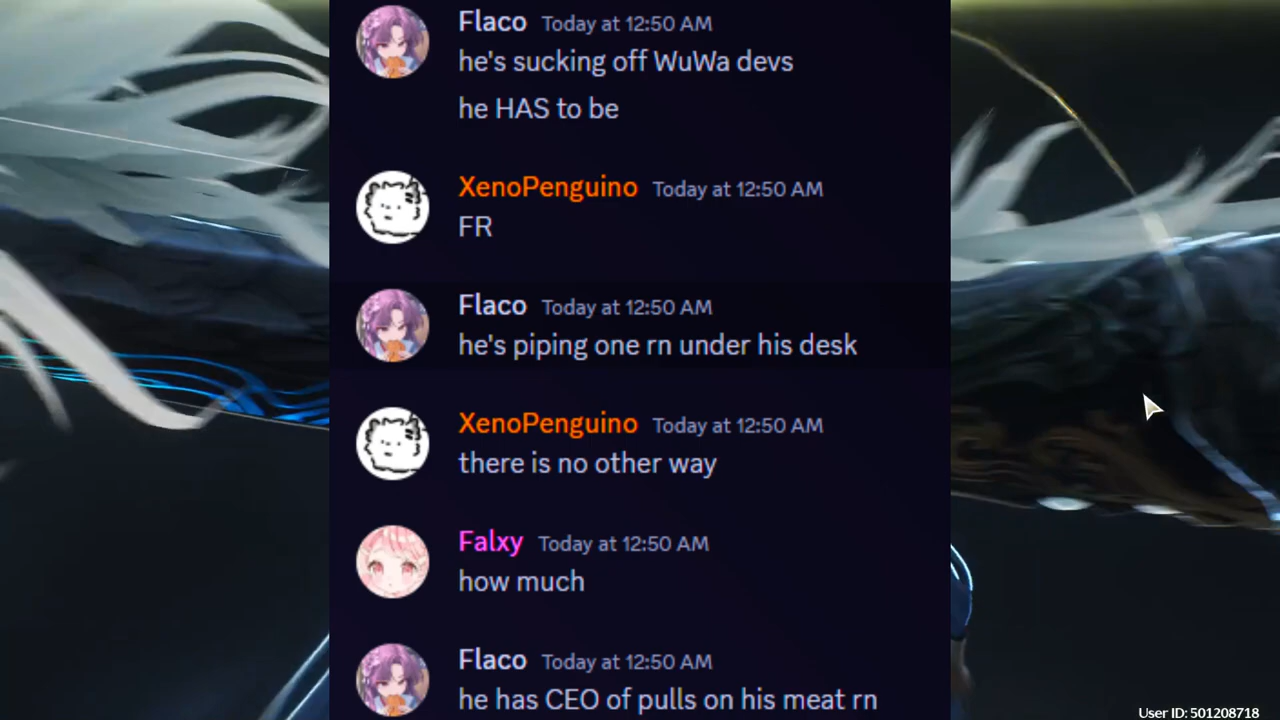 Flaco Today at 12:50 AM
he's sucking off WuWa devs
he HAS to be
XenoPenguino Today at 12:50 AM
FR
Flaco Today at 12:50 AM
he's piping one rn under his desk
XenoPenguino Today at 12:50 AM
there is no other way
Falxy Today at 12:50 AM
how much
Flaco Today at 12:50 AM
he has CEO of pulls on his meat rn
User ID: 501208718